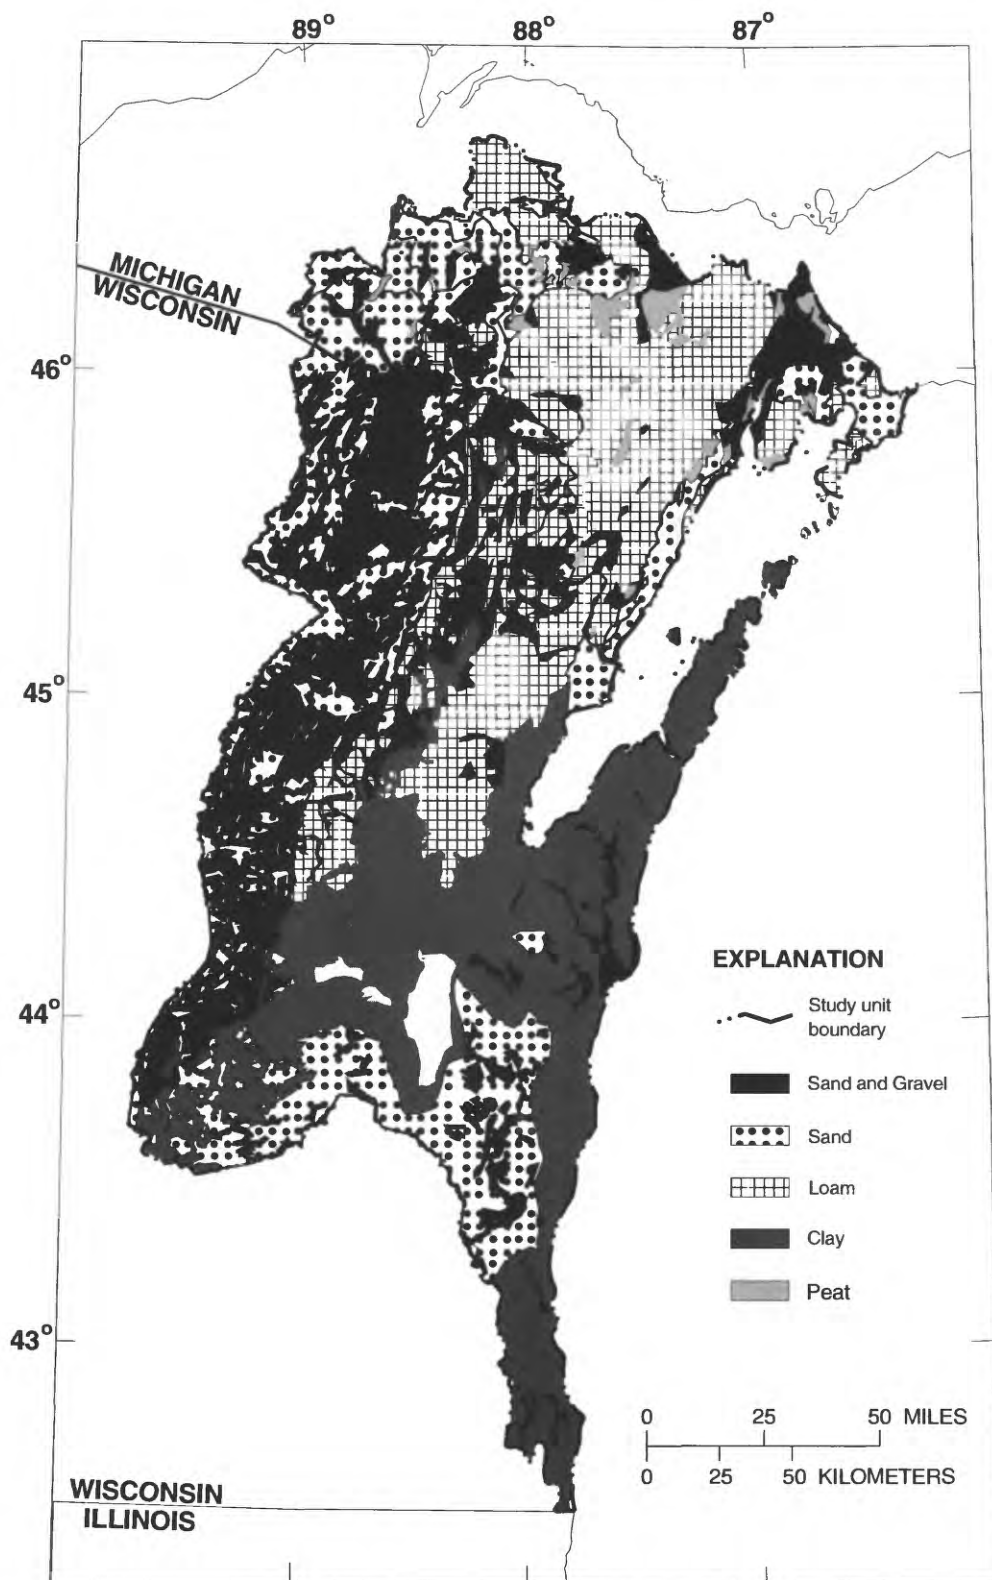 89° 88° 87°
MICHIGAN
WISCONSIN
46°
45°
EXPLANATION
44°
Study unit
boundary
Sand and Gravel
Sand
Loam
Clay
Peat
43°
0 25 50 MILES
0 25 50 KILOMETERS
WISCONSIN
ILLINOIS